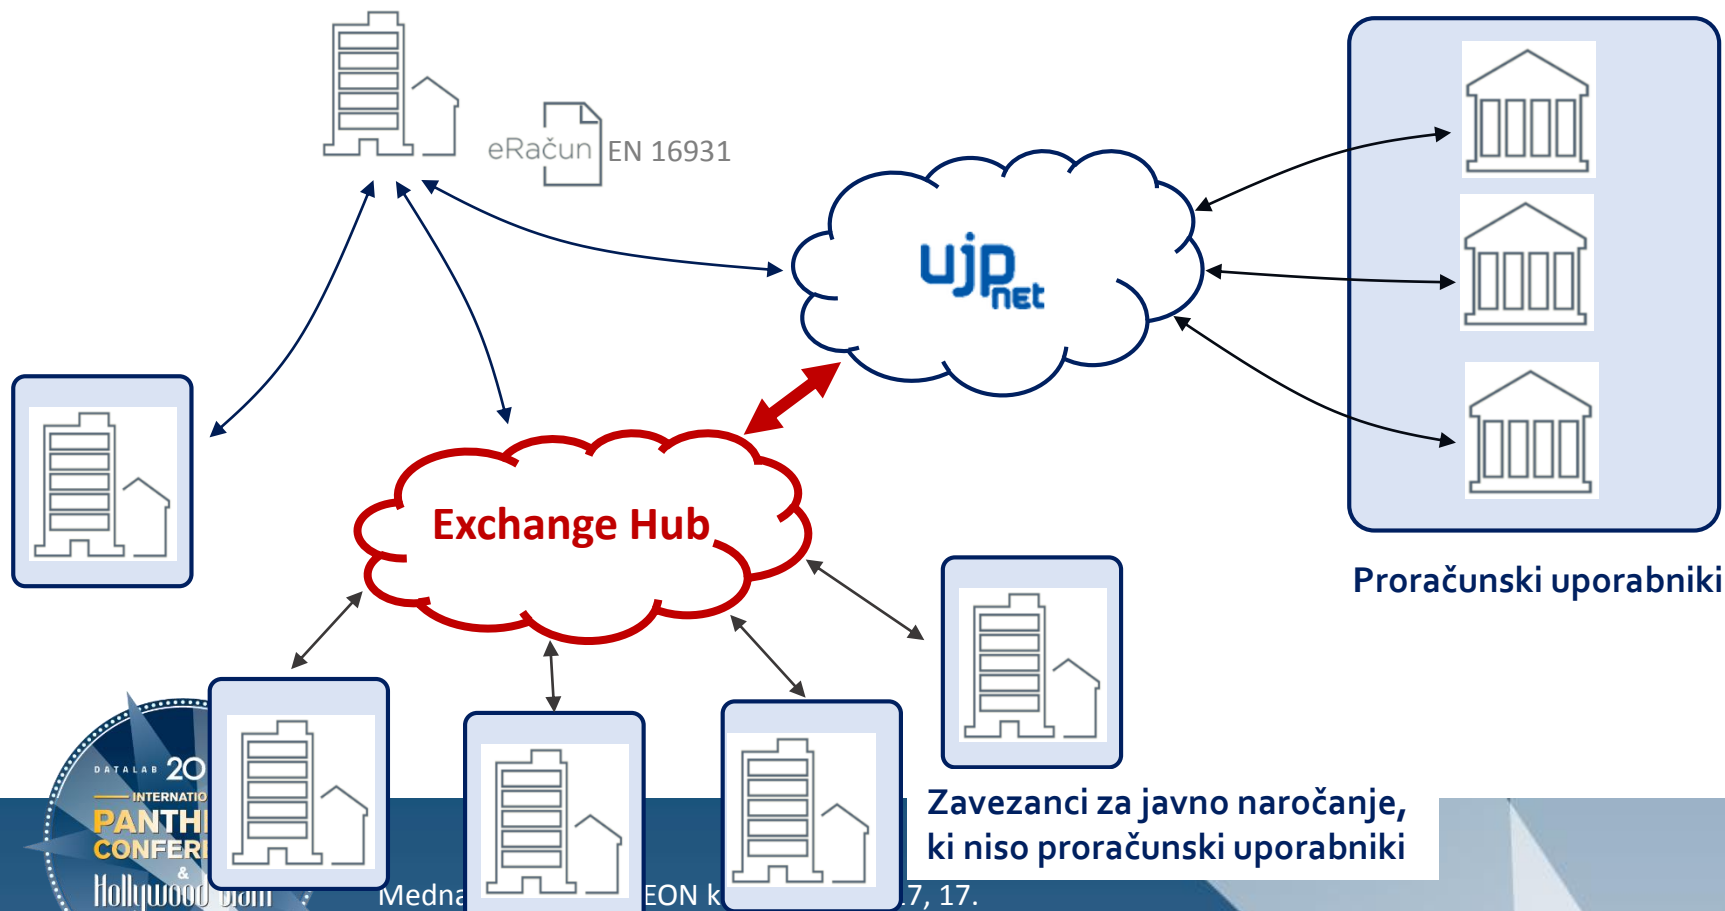 eRačun EN 16931
ujp
net
Exchange Hub
Proračunski uporabniki
Zavezanci za javno naročanje,
ki niso proračunski uporabniki
DATALAB 20
INTERNATIO
PANTH
CONFER
&
Hollywood
Medna EON k 7, 17.